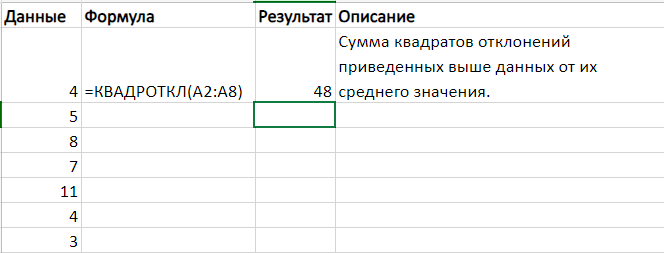 Данные Формула Результат Описание
Сумма квадратов отклонений
приведенных выше данных от их
4 =КВАДРОТКЛ(A2:A8) 48 среднего значения.
5
8
7
11
4
3